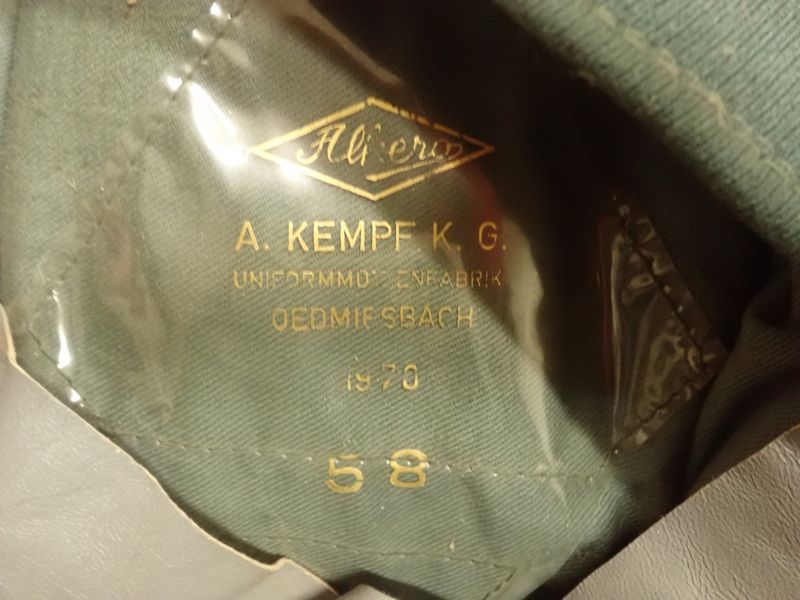 Alkero
A. KEMPF K. G.
UNIFORMMÜTZENFABRIK
OEDMIESBACH
1970
58